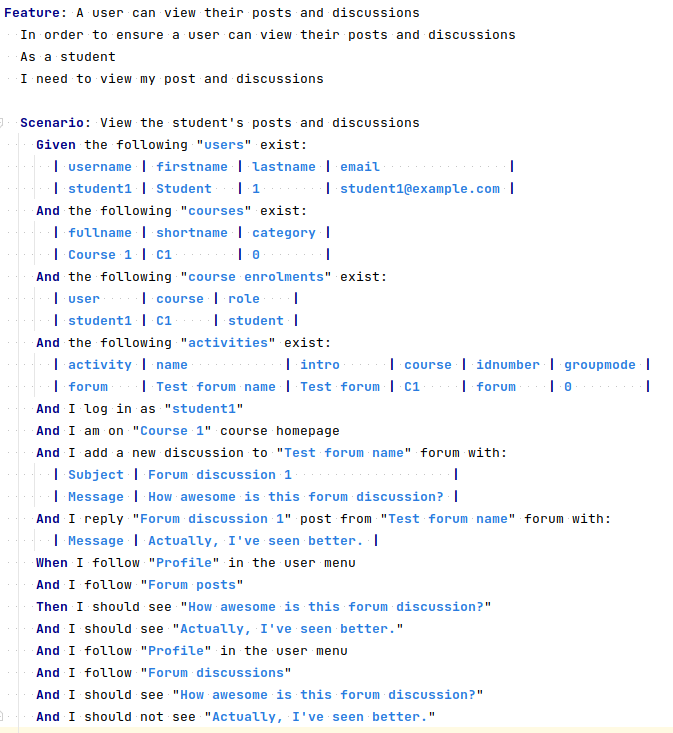 Feature: A user can view their posts and discussions
In order to ensure a user can view their posts and discussions
As a student
I need to view my post and discussions
Scenario: View the student's posts and discussions
Given the following "users" exist:
| username | firstname | lastname | email |
| student1 | Student | 1 | student1@example.com |
And the following "courses" exist:
| fullname | shortname | category |
| Course 1 | C1 | 0 |
And the following "course enrolments" exist:
| user | course | role |
| student1 | C1 | student |
And the following "activities" exist:
| activity | name | intro | course | idnumber | groupmode |
| forum | Test forum name | Test forum | C1 | forum | 0 |
And I log in as "student1"
And I am on "Course 1" course homepage
And I add a new discussion to "Test forum name" forum with:
| Subject | Forum discussion 1 |
| Message | How awesome is this forum discussion? |
And I reply "Forum discussion 1" post from "Test forum name" forum with:
| Message | Actually, I've seen better. |
When I follow "Profile" in the user menu
And I follow "Forum posts"
Then I should see "How awesome is this forum discussion?"
And I should see "Actually, I've seen better."
And I follow "Profile" in the user menu
And I follow "Forum discussions"
And I should see "How awesome is this forum discussion?"
And I should not see "Actually, I've seen better."